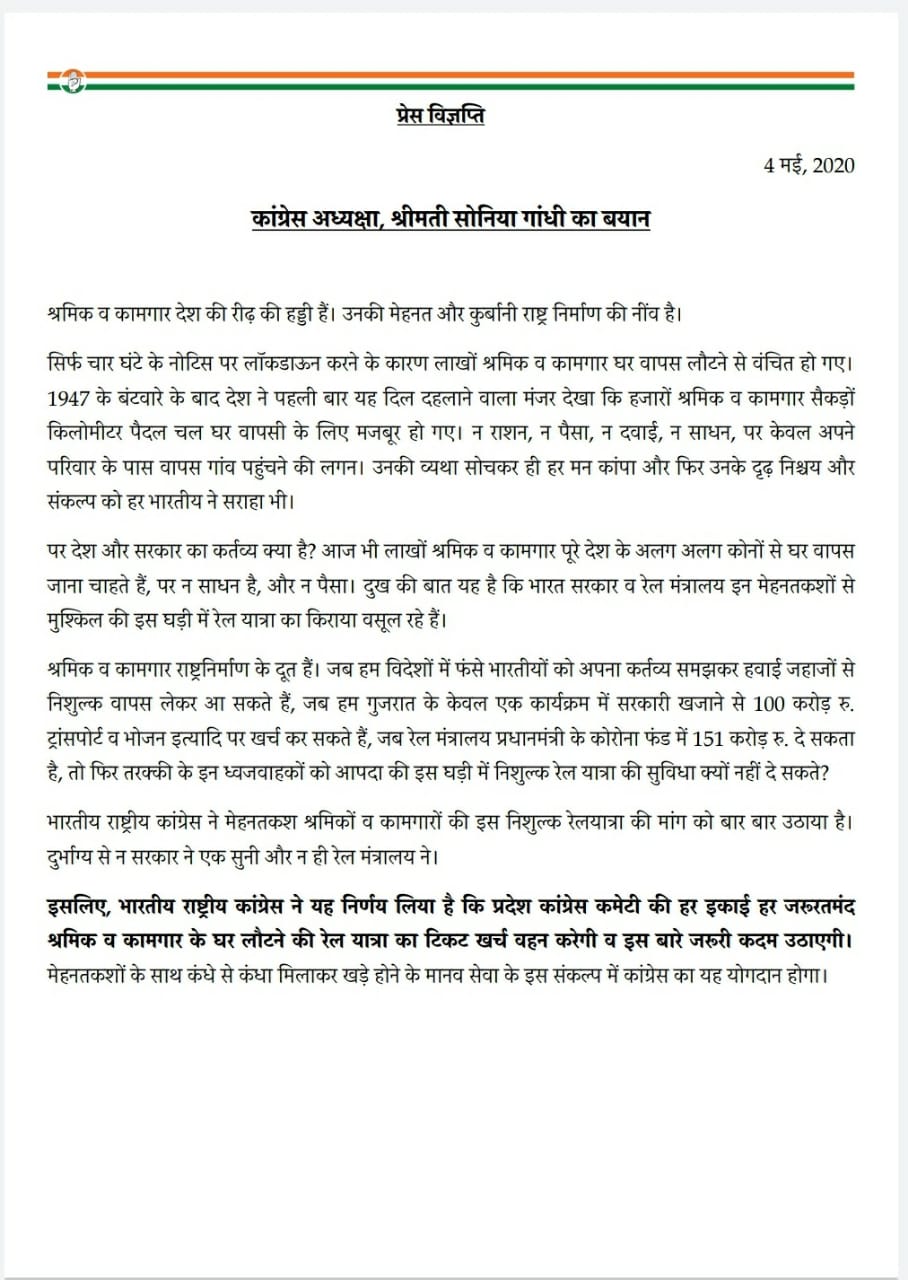 प्रेस विज्ञप्ति
4 मई, 2020
कांग्रेस अध्यक्षा, श्रीमती सोनिया गांधी का बयान
श्रमिक व कामगार देश की रीढ़ की हड्डी हैं। उनकी मेहनत और कुर्बानी राष्ट्र निर्माण की नींव है।
सिर्फ चार घंटे के नोटिस पर लॉकडाऊन करने के कारण लाखों श्रमिक व कामगार घर वापस लौटने से वंचित हो गए।
1947 के बंटवारे के बाद देश ने पहली बार यह दिल दहलाने वाला मंजर देखा कि हजारों श्रमिक व कामगार सैकड़ों
किलोमीटर पैदल चल घर वापसी के लिए मजबूर हो गए। न राशन, न पैसा, न दवाई, न साधन, पर केवल अपने
परिवार के पास वापस गांव पहुंचने की लगन। उनकी व्यथा सोचकर ही हर मन कांपा और फिर उनके दृढ़ निश्चय और
संकल्प को हर भारतीय ने सराहा भी।
पर देश और सरकार का कर्तव्य क्या है? आज भी लाखों श्रमिक व कामगार पूरे देश के अलग अलग कोनों से घर वापस
जाना चाहते हैं, पर न साधन है, और न पैसा। दुख की बात यह है कि भारत सरकार व रेल मंत्रालय इन मेहनतकशों से
मुश्किल की इस घड़ी में रेल यात्रा का किराया वसूल रहे हैं।
श्रमिक व कामगार राष्ट्रनिर्माण के दूत हैं। जब हम विदेशों में फंसे भारतीयों को अपना कर्तव्य समझकर हवाई जहाजों से
निशुल्क वापस लेकर आ सकते हैं, जब हम गुजरात के केवल एक कार्यक्रम में सरकारी खजाने से 100 करोड़ रु.
ट्रांसपोर्ट व भोजन इत्यादि पर खर्च कर सकते हैं, जब रेल मंत्रालय प्रधानमंत्री के कोरोना फंड में 151 करोड़ रु. दे सकता
है, तो फिर तरक्की के इन ध्वजवाहकों को आपदा की इस घड़ी में निशुल्क रेल यात्रा की सुविधा क्यों नहीं दे सकते?
भारतीय राष्ट्रीय कांग्रेस ने मेहनतकश श्रमिकों व कामगारों की इस निशुल्क रेलयात्रा की मांग को बार बार उठाया है।
दुर्भाग्य से न सरकार ने एक सुनी और न ही रेल मंत्रालय ने।
इसलिए, भारतीय राष्ट्रीय कांग्रेस ने यह निर्णय लिया है कि प्रदेश कांग्रेस कमेटी की हर इकाई हर जरूरतमंद
श्रमिक व कामगार के घर लौटने की रेल यात्रा का टिकट खर्च वहन करेगी व इस बारे जरूरी कदम उठाएगी।
मेहनतकशों के साथ कंधे से कंधा मिलाकर खड़े होने के मानव सेवा के इस संकल्प में कांग्रेस का यह योगदान होगा।